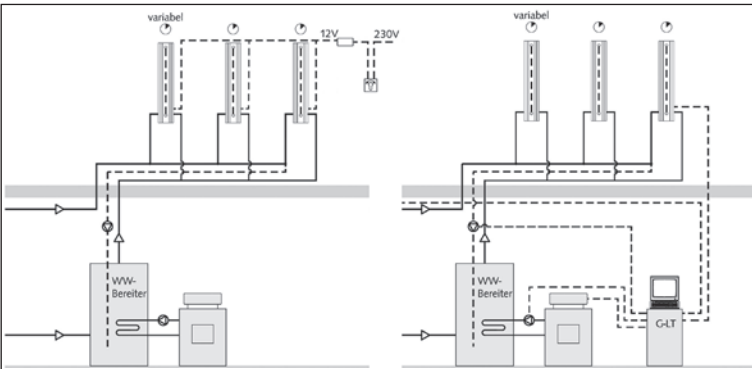 variabel
12V
230V
WW-
Bereiter
variabel
WW-
Bereiter
G-LT